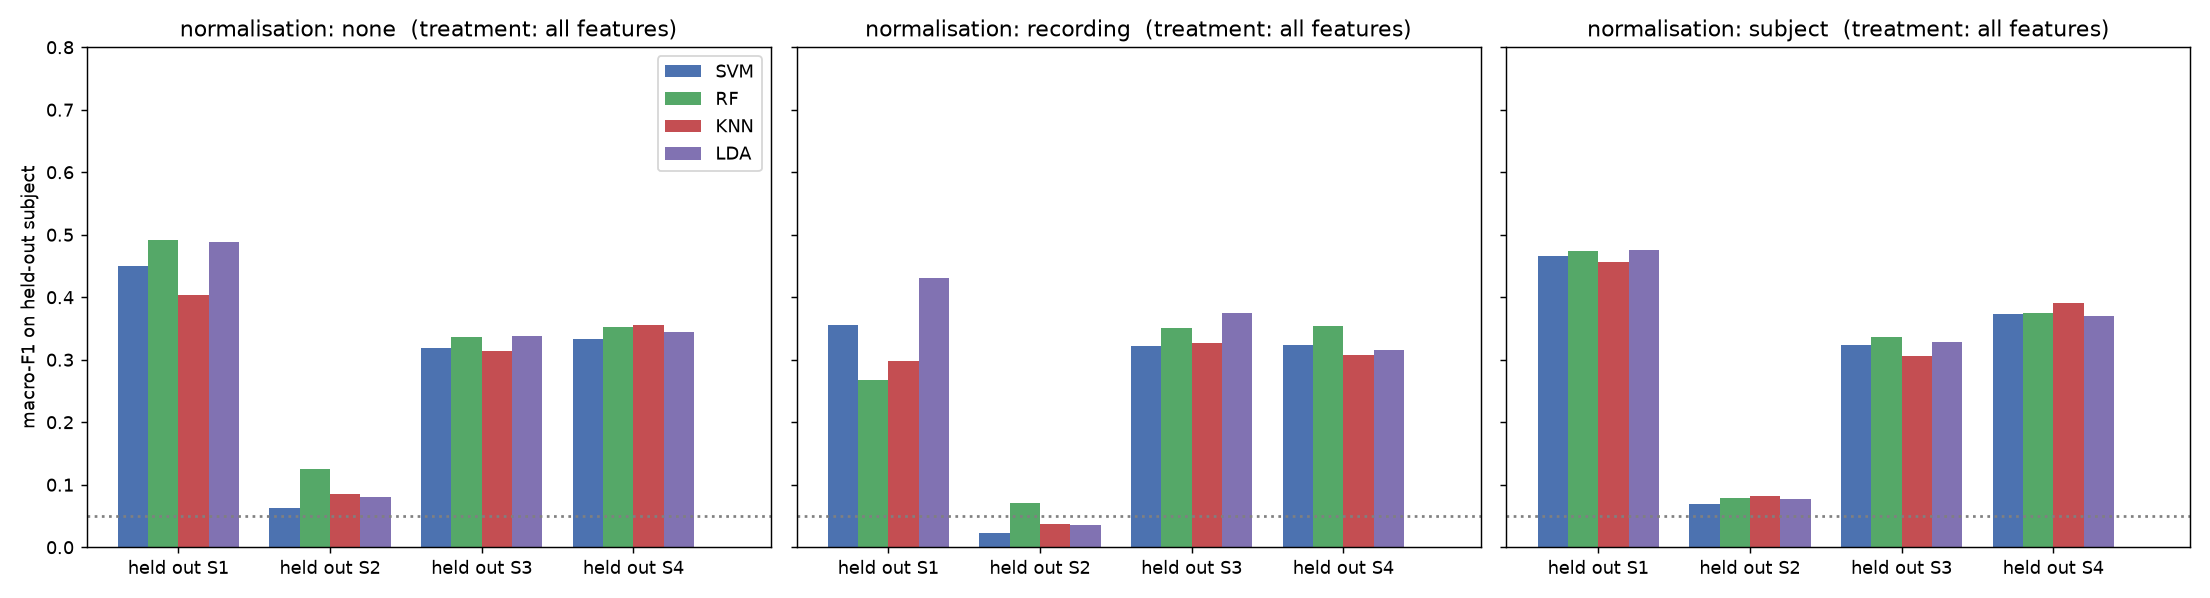 normalisation: none  (treatment: all features)
normalisation: recording  (treatment: all features)
normalisation: subject  (treatment: all features)
macro-F1 on held-out subject
0.8
0.7
0.6
0.5
0.4
0.3
0.2
0.1
0.0
SVM
RF
KNN
LDA
held out S1
held out S2
held out S3
held out S4
held out S1
held out S2
held out S3
held out S4
held out S1
held out S2
held out S3
held out S4